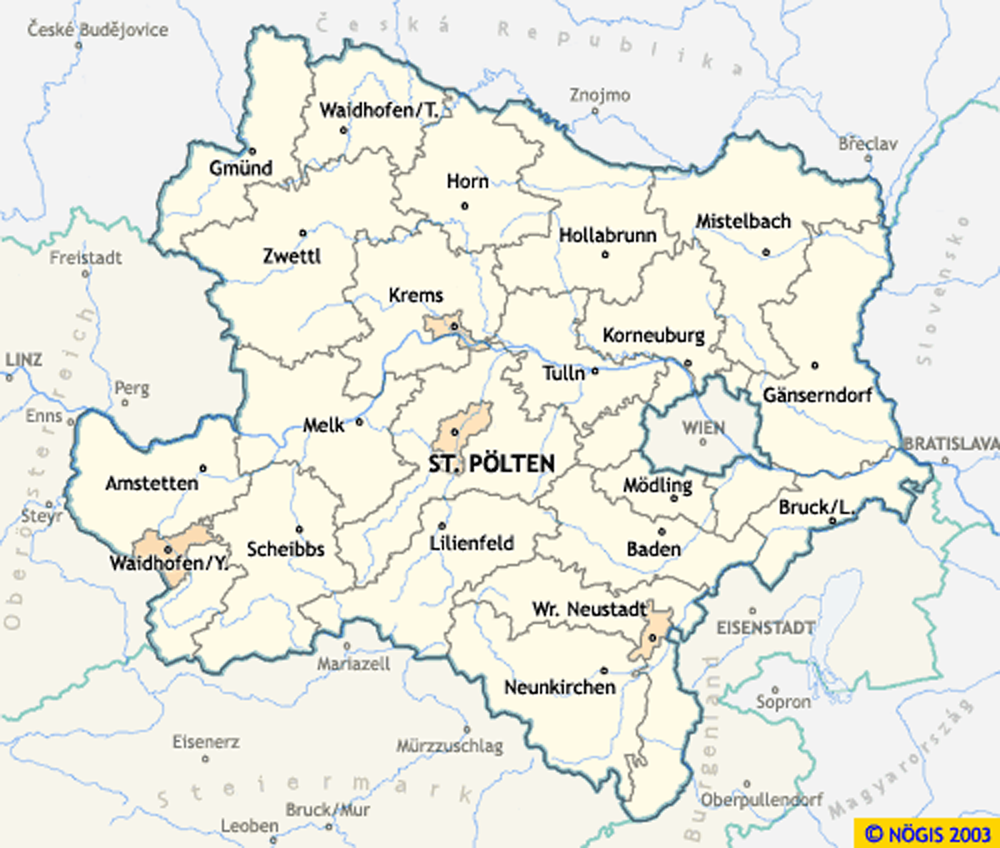 České Budějovice
Česká Republika
Znojmo
Břeclav
Waidhofen/T.
Gmünd
Horn
Mistelbach
Hollabrunn
Zwettl
Freistadt
Slovensko
Krems
Korneuburg
LINZ
Perg
Tulln
Gänserndorf
Enns
Melk
WIEN
BRATISLAVA
ST. PÖLTEN
Amstetten
Mödling
Steyr
Bruck/L.
Oberösterreich
Waidhofen/Y.
Scheibbs
Lilienfeld
Baden
Wr. Neustadt
EISENSTADT
Mariazell
Neunkirchen
Sopron
Eisenerz
Mürzzuschlag
Burgenland
Magyarország
Steiermark
Oberpullendorf
Bruck/Mur
Leoben
© NÖGIS 2003